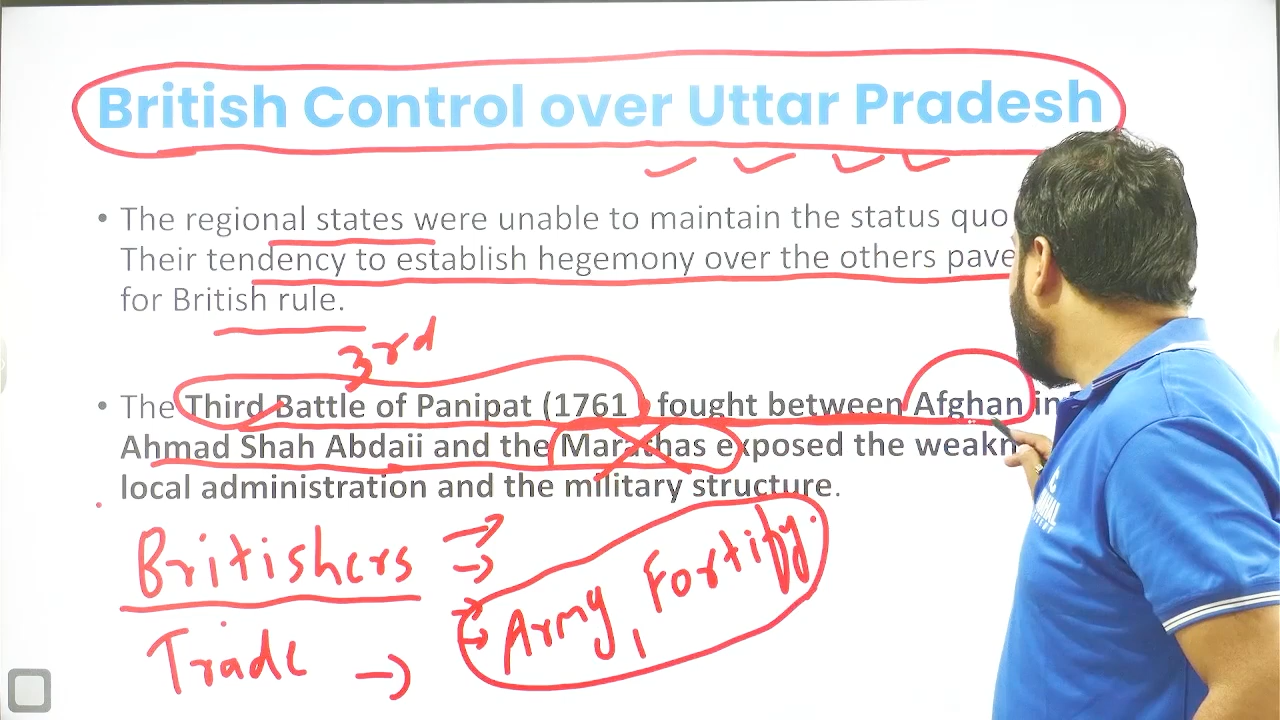 British Control over Uttar Pradesh
• The regional states were unable to maintain the status quo
Their tendency to establish hegemony over the others pave
for British rule.
3rd
• The Third Battle of Panipat (1761) fought between Afghan in
Ahmad Shah Abdaii and the Marathas exposed the weakn
local administration and the military structure.
Britishers → →
Trade → Army, Fortify.